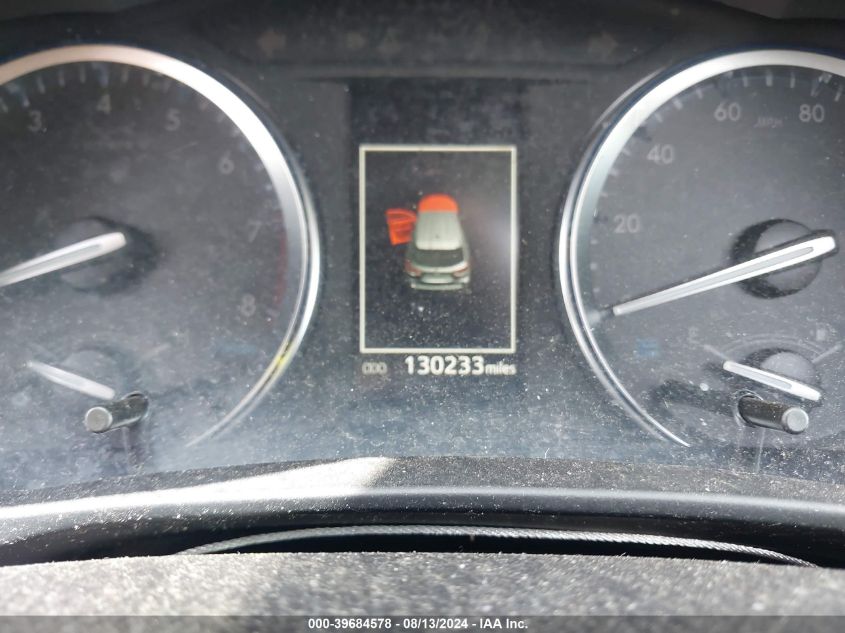 3 4 5 6 7 8
20 40 60 80
MPH
E F
ODO 130233 miles
000-39684578 / 08/13/2024 / IAA, Inc.